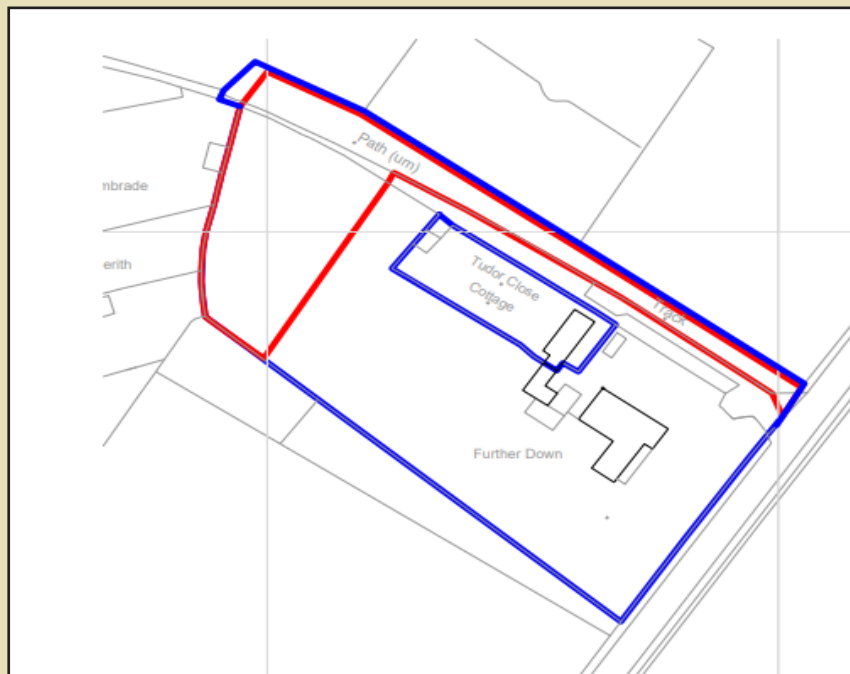 Path (um)
nbrade
erith
Tudor Close
Cottage
Track
Further Down